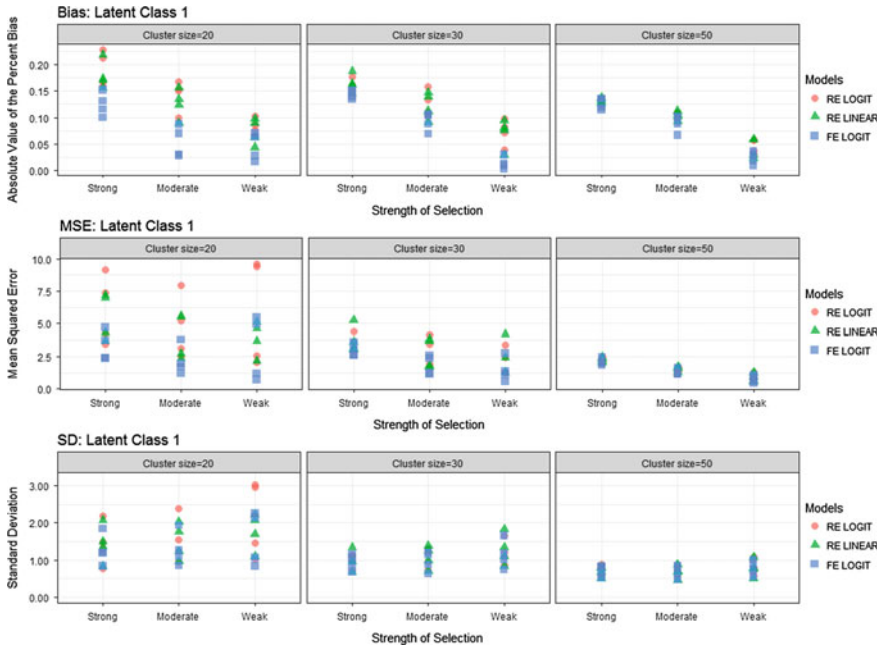 Bias: Latent Class 1
Absolute Value of the Percent Bias
Cluster size=20
Cluster size=30
Cluster size=50
0.20
0.15
0.10
0.05
0.00
Strong Moderate Weak
Strong Moderate Weak
Strong Moderate Weak
Strength of Selection
Models
RE LOGIT
RE LINEAR
FE LOGIT
MSE: Latent Class 1
Mean Squared Error
Cluster size=20
Cluster size=30
Cluster size=50
10.0
7.5
5.0
2.5
0.0
Strong Moderate Weak
Strong Moderate Weak
Strong Moderate Weak
Strength of Selection
Models
RE LOGIT
RE LINEAR
FE LOGIT
SD: Latent Class 1
Standard Deviation
Cluster size=20
Cluster size=30
Cluster size=50
3.00
2.00
1.00
0.00
Strong Moderate Weak
Strong Moderate Weak
Strong Moderate Weak
Strength of Selection
Models
RE LOGIT
RE LINEAR
FE LOGIT